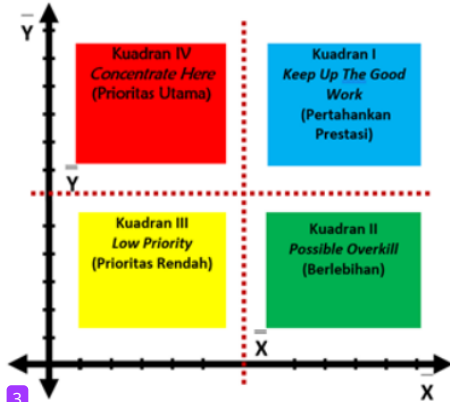 Y
Kuadran IV
Concentrate Here
(Prioritas Utama)
Kuadran I
Keep Up The Good
Work
(Pertahankan
Prestasi)
Y
Kuadran III
Low Priority
(Prioritas Rendah)
Kuadran II
Possible Overkill
(Berlebihan)
X
X
3